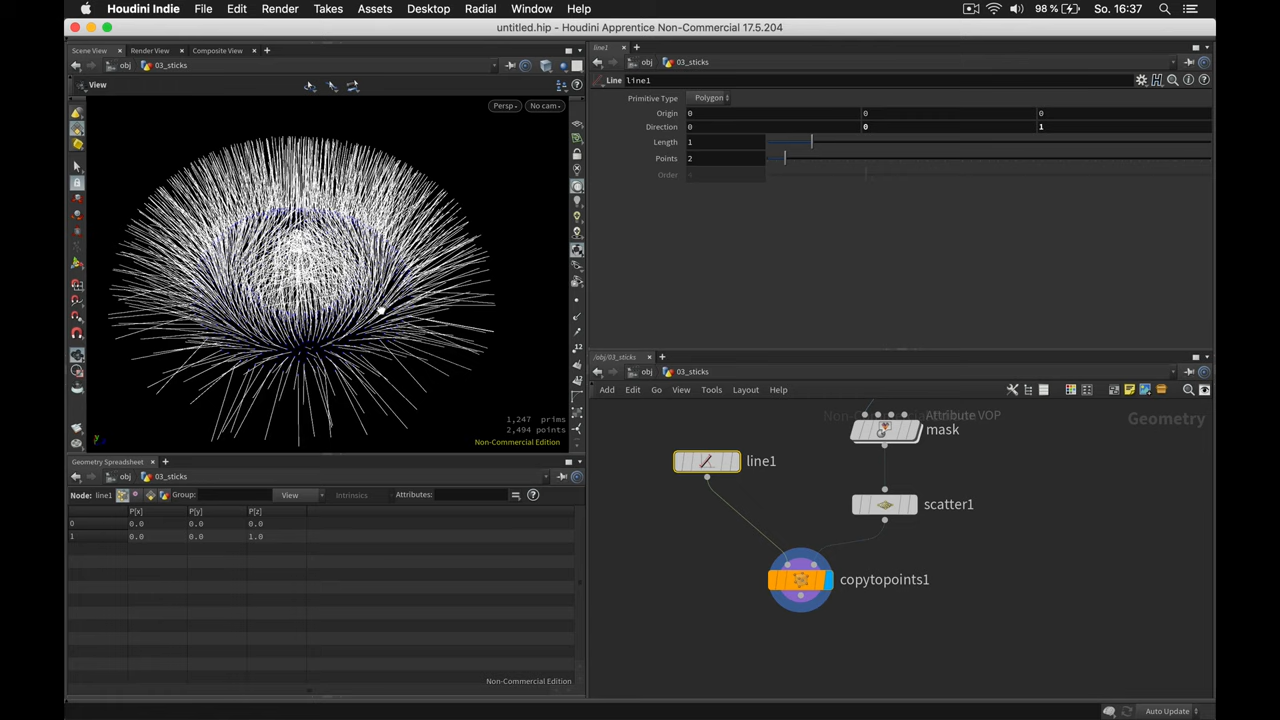 Houdini Indie File Edit Render Takes Assets Desktop Radial Window Help 98 % So. 16:37
untitled.hip - Houdini Apprentice Non-Commercial 17.5.204
Scene View Render View Composite View
obj 03_sticks
View
Persp No cam
1,247 prims
2,494 points
Non-Commercial Edition
Geometry Spreadsheet
obj 03_sticks
Node: line1 Group: View Intrinsics Attributes:
P[x] P[y] P[z]
0 0.0 0.0 0.0
1 0.0 0.0 1.0
Non-Commercial Edition
line1
obj 03_sticks
Line line1
Primitive Type Polygon
Origin 0 0 0
Direction 0 0 1
Length 1
Points 2
Order 4
/obj/03_sticks
obj 03_sticks
Add Edit Go View Tools Layout Help
Attribute VOP
mask
Geometry
line1
scatter1
copytopoints1
Auto Update